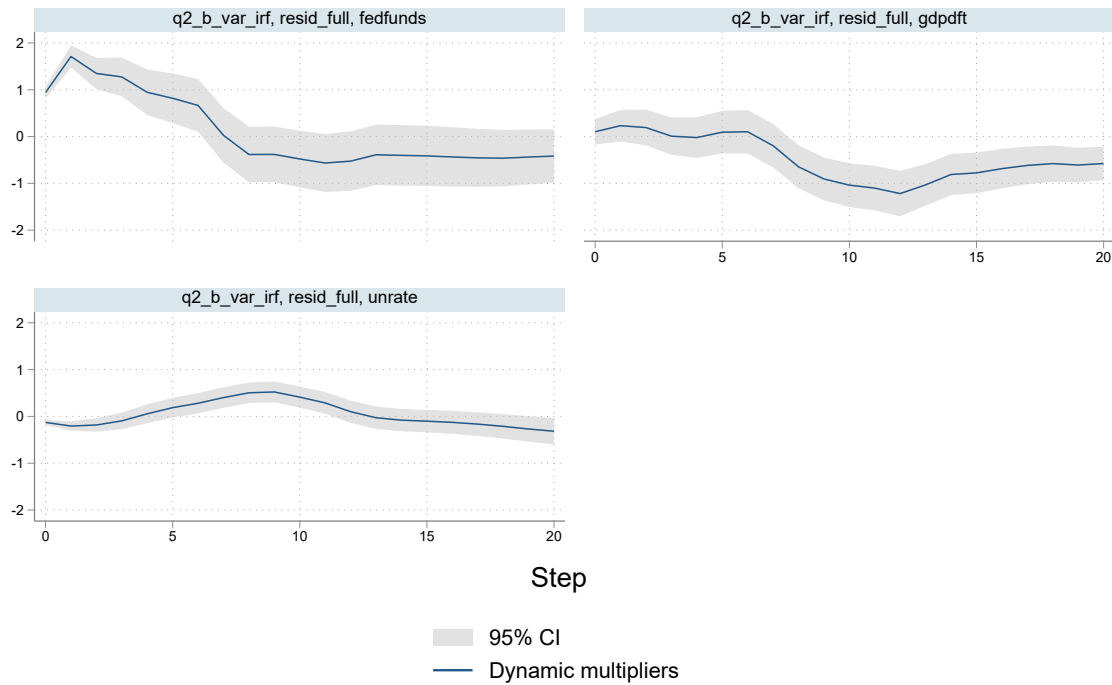 q2_b_var_irf, resid_full, fedfunds
2
1
0
-1
-2
q2_b_var_irf, resid_full, gdpdft
0 5 10 15 20
q2_b_var_irf, resid_full, unrate
2
1
0
-1
-2
0 5 10 15 20
Step
95% CI
Dynamic multipliers